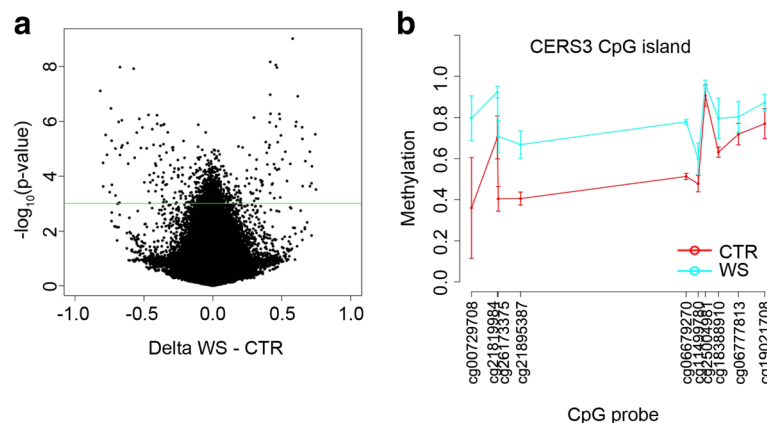 a
-log₁₀(p-value)
8
6
4
2
0
-1.0 -0.5 0.0 0.5 1.0
Delta WS - CTR
b
CERS3 CpG island
Methylation
1.0
0.8
0.6
0.4
0.2
0.0
CTR
WS
cg00729708
cg21819984
cg26173375
cg21895387
cg06679270
cg25004981
cg18388910
cg06777813
cg19021708
CpG probe